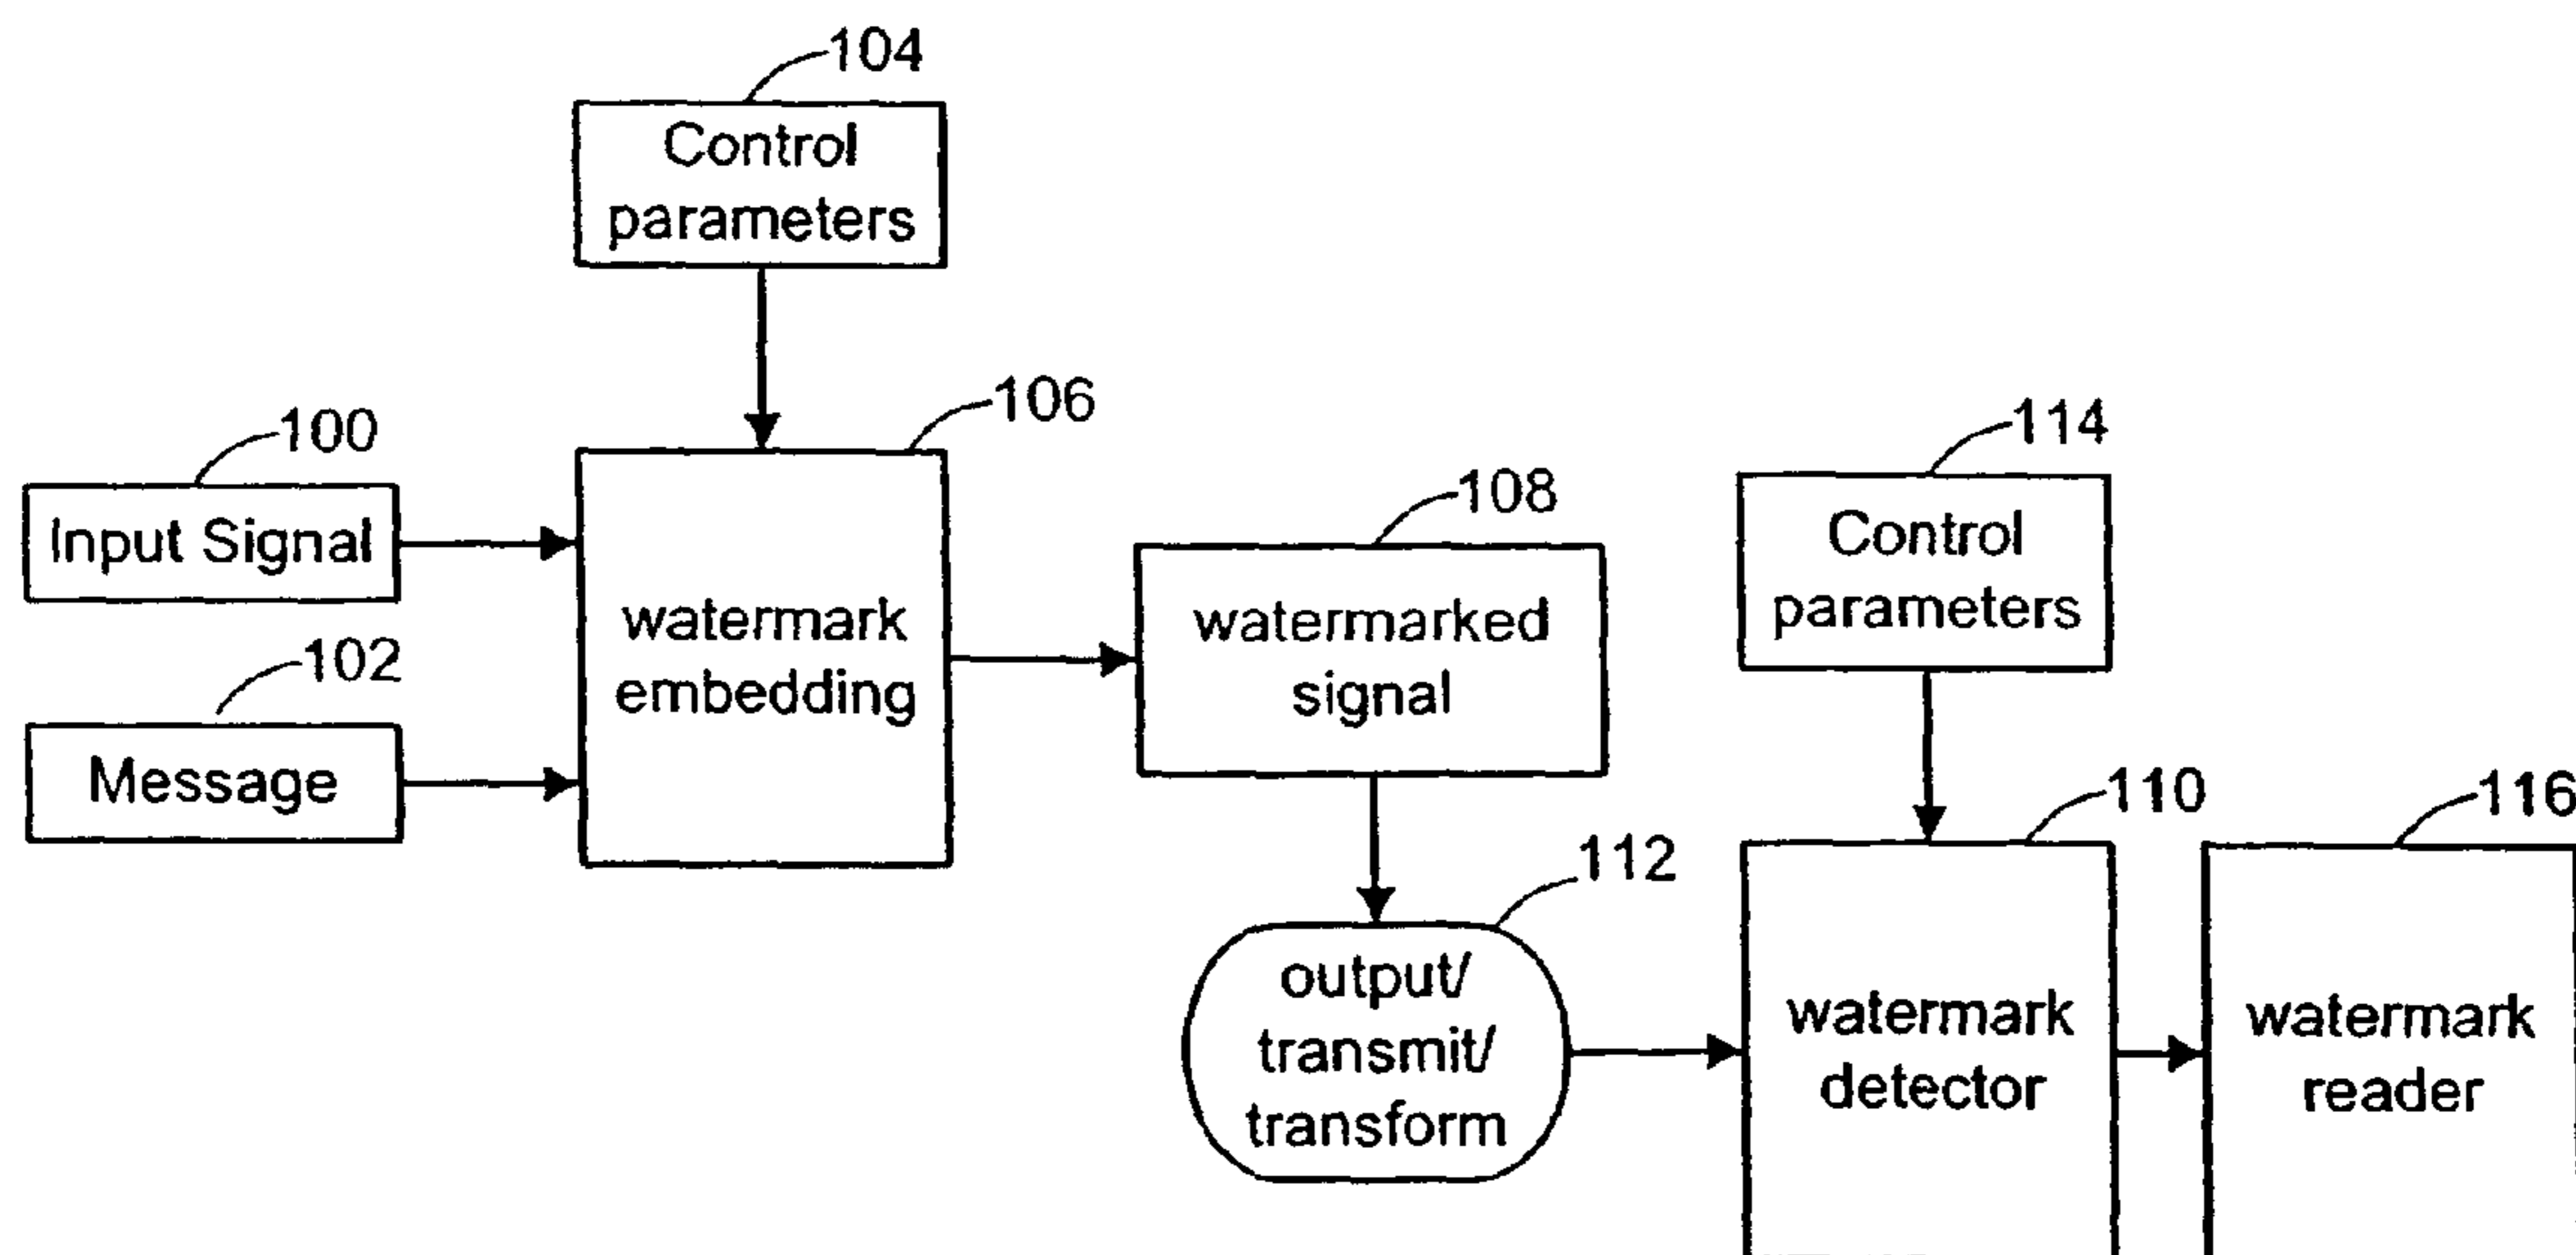 104
Control
parameters
106
100
Input Signal
102
Message
watermark
embedding
108
watermarked
signal
114
Control
parameters
112
output/
transmit/
transform
110
watermark
detector
116
watermark
reader